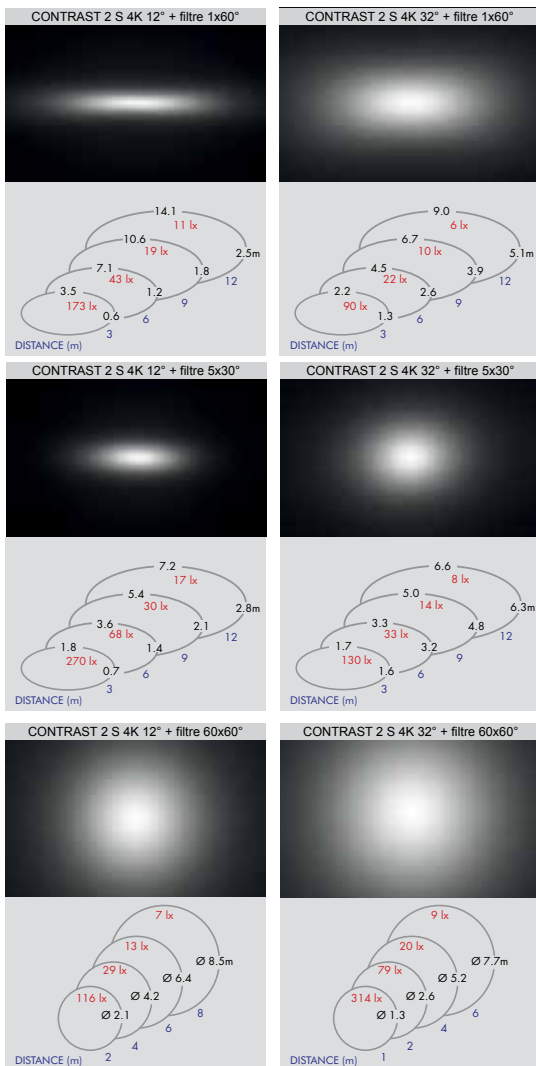 CONTRAST 2 S 4K 12° + filtre 1x60°
14.1
11 lx
10.6
19 lx
2.5m
7.1
43 lx
1.8
12
3.5
173 lx
1.2
9
0.6
6
3
DISTANCE (m)
CONTRAST 2 S 4K 32° + filtre 1x60°
9.0
6 lx
6.7
10 lx
5.1m
4.5
22 lx
3.9
12
2.2
90 lx
2.6
9
1.3
6
3
DISTANCE (m)
CONTRAST 2 S 4K 12° + filtre 5x30°
7.2
17 lx
5.4
30 lx
2.8m
3.6
68 lx
2.1
12
1.8
270 lx
1.4
9
0.7
6
3
DISTANCE (m)
CONTRAST 2 S 4K 32° + filtre 5x30°
6.6
8 lx
5.0
14 lx
6.3m
3.3
33 lx
4.8
12
1.7
130 lx
3.2
9
1.6
6
3
DISTANCE (m)
CONTRAST 2 S 4K 12° + filtre 60x60°
7 lx
13 lx
Ø 8.5m
29 lx
Ø 6.4
116 lx
Ø 4.2
8
Ø 2.1
6
4
2
DISTANCE (m)
CONTRAST 2 S 4K 32° + filtre 60x60°
9 lx
20 lx
Ø 7.7m
79 lx
Ø 5.2
314 lx
Ø 2.6
6
Ø 1.3
4
2
1
DISTANCE (m)